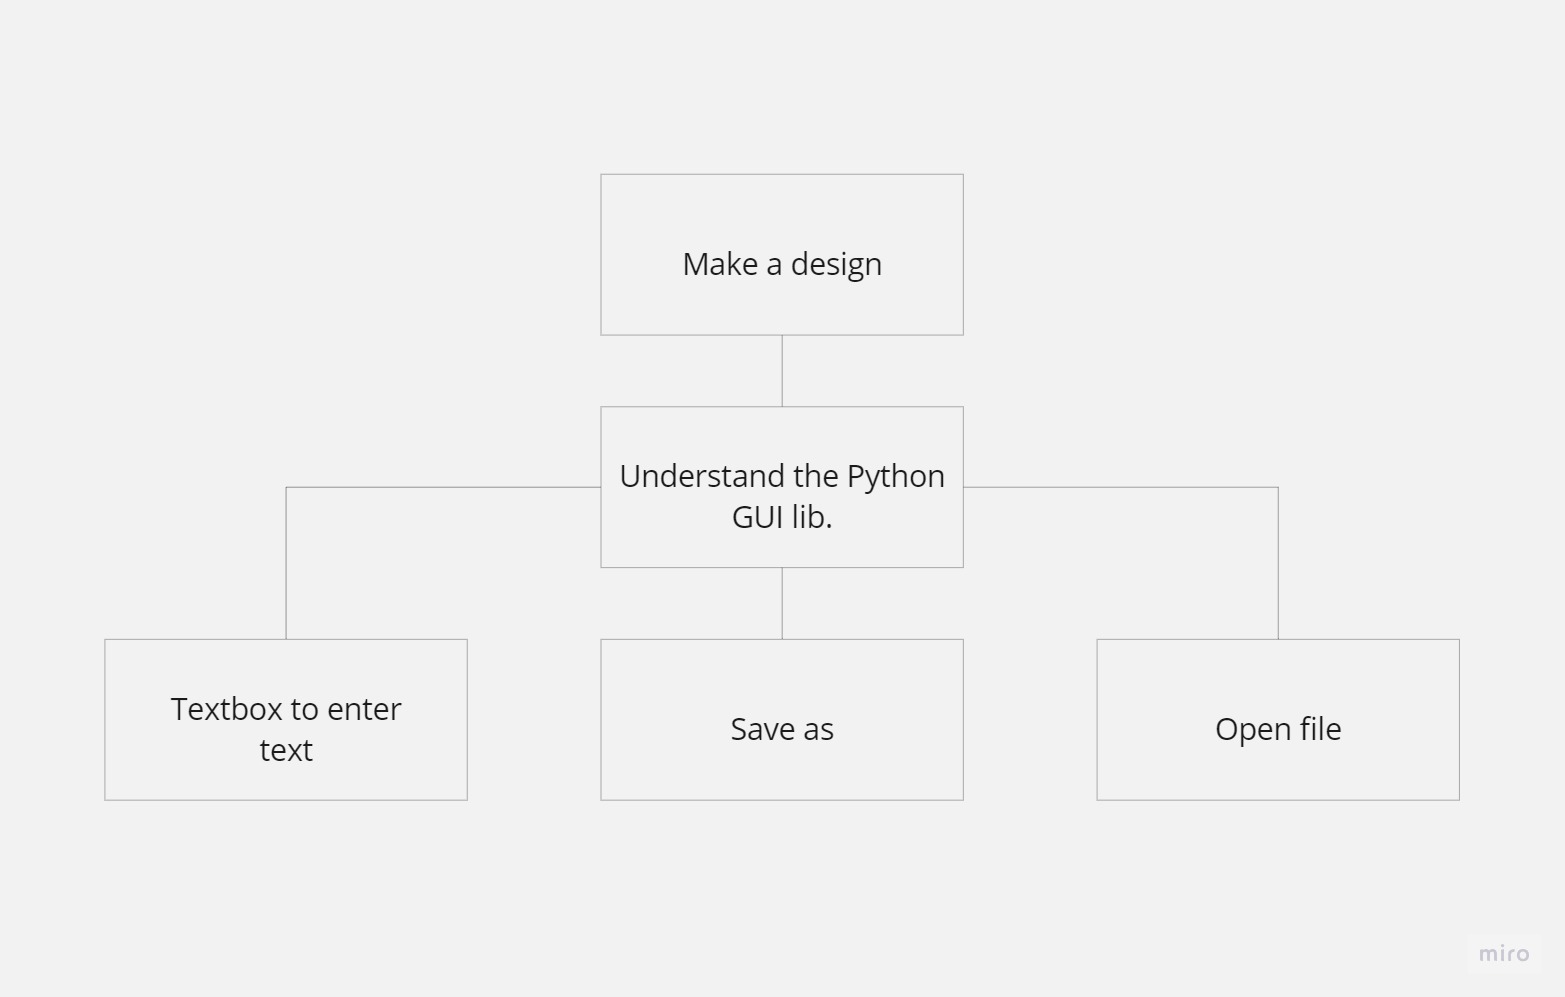 Make a design
Understand the Python
GUI lib.
Textbox to enter
text
Save as
Open file
miro